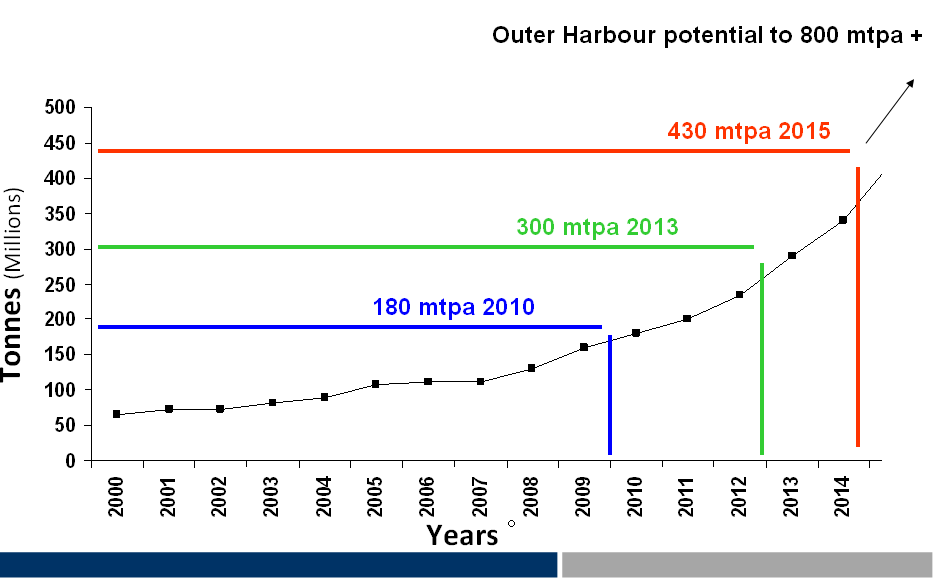 Outer Harbour potential to 800 mtpa +
500
450
430 mtpa 2015
400
350
300
300 mtpa 2013
250
200
180 mtpa 2010
150
100
50
0
Tonnes (Millions)
2000 2001 2002 2003 2004 2005 2006 2007 2008 2009 2010 2011 2012 2013 2014
Years